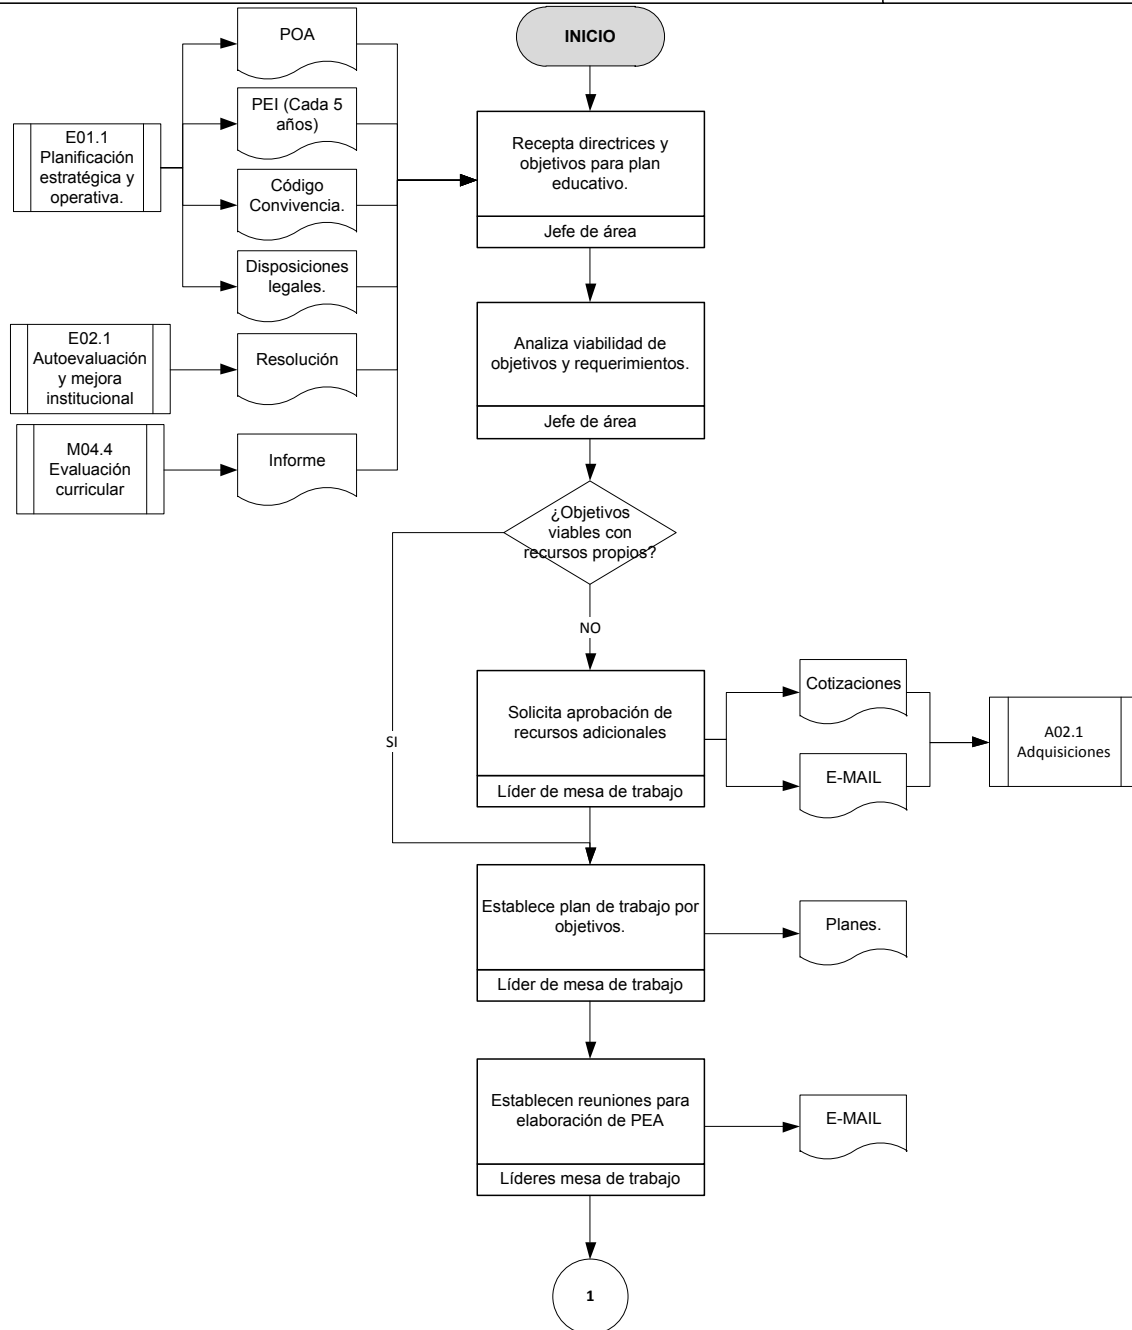 POA
INICIO
PEI (Cada 5
años)
E01.1
Planificación
estratégica y
operativa.
Recepta directrices y
objetivos para plan
educativo.
Código
Convivencia.
Jefe de área
Disposiciones
legales.
E02.1
Autoevaluación
y mejora
institucional
Resolución
Analiza viabilidad de
objetivos y requerimientos.
Jefe de área
M04.4
Evaluación
curricular
Informe
¿Objetivos
viables con
recursos propios?
NO
SI
Solicita aprobación de
recursos adicionales
Líder de mesa de trabajo
Cotizaciones
E-MAIL
A02.1
Adquisiciones
Establece plan de trabajo por
objetivos.
Líder de mesa de trabajo
Planes.
Establecen reuniones para
elaboración de PEA
Líderes mesa de trabajo
E-MAIL
1